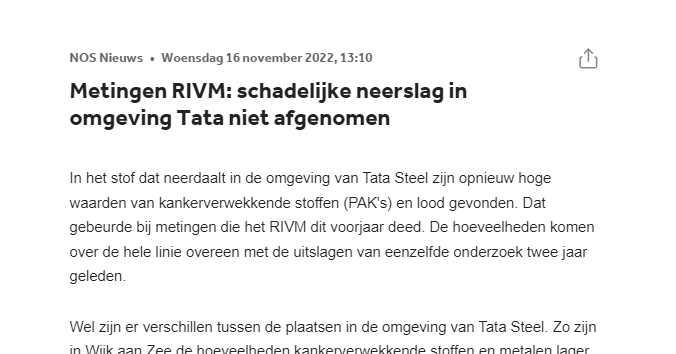 NOS Nieuws • Woensdag 16 november 2022, 13:10
Metingen RIVM: schadelijke neerslag in
omgeving Tata niet afgenomen
In het stof dat neerdaalt in de omgeving van Tata Steel zijn opnieuw hoge
waarden van kankerverwekkende stoffen (PAK's) en lood gevonden. Dat
gebeurde bij metingen die het RIVM dit voorjaar deed. De hoeveelheden komen
over de hele linie overeen met de uitslagen van eenzelfde onderzoek twee jaar
geleden.
Wel zijn er verschillen tussen de plaatsen in de omgeving van Tata Steel. Zo zijn
in Wijk aan Zee de hoeveelheden kankerverwekkende stoffen en metalen lager